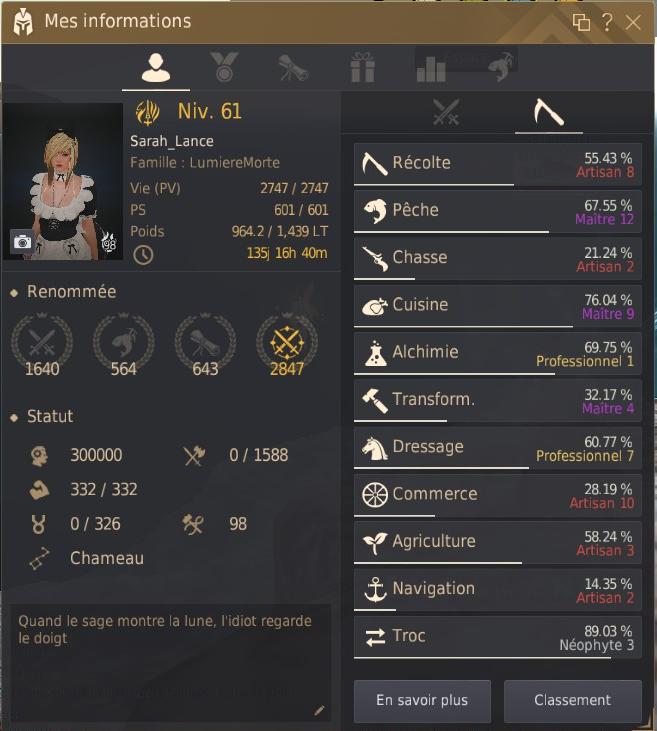 Mes informations
?
Niv. 61
Sarah_Lance
Famille : LumiereMorte
Vie (PV) 2747 / 2747
PS 601 / 601
Poids 964.2 / 1,439 LT
135j 16h 40m
Renommée
1640 564 643 2847
Statut
300000 0 / 1588
332 / 332
0 / 326 98
Chameau
Quand le sage montre la lune, l'idiot regarde
le doigt
Récolte 55.43 %
Artisan 8
Pêche 67.55 %
Maître 12
Chasse 21.24 %
Artisan 2
Cuisine 76.04 %
Maître 9
Alchimie 69.75 %
Professionnel 1
Transform. 32.17 %
Maître 4
Dressage 60.77 %
Professionnel 7
Commerce 28.19 %
Artisan 10
Agriculture 58.24 %
Artisan 3
Navigation 14.35 %
Artisan 2
Troc 89.03 %
Néophyte 3
En savoir plus Classement